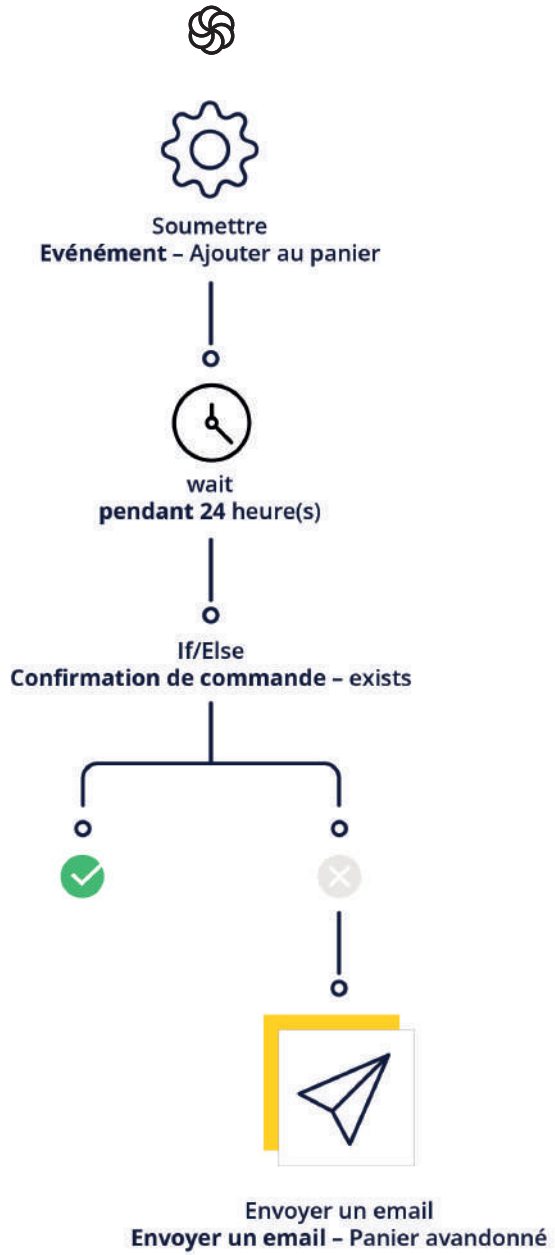 Soumettre
Evénément – Ajouter au panier
wait
pendant 24 heure(s)
If/Else
Confirmation de commande – exists
Envoyer un email
Envoyer un email – Panier avandonné